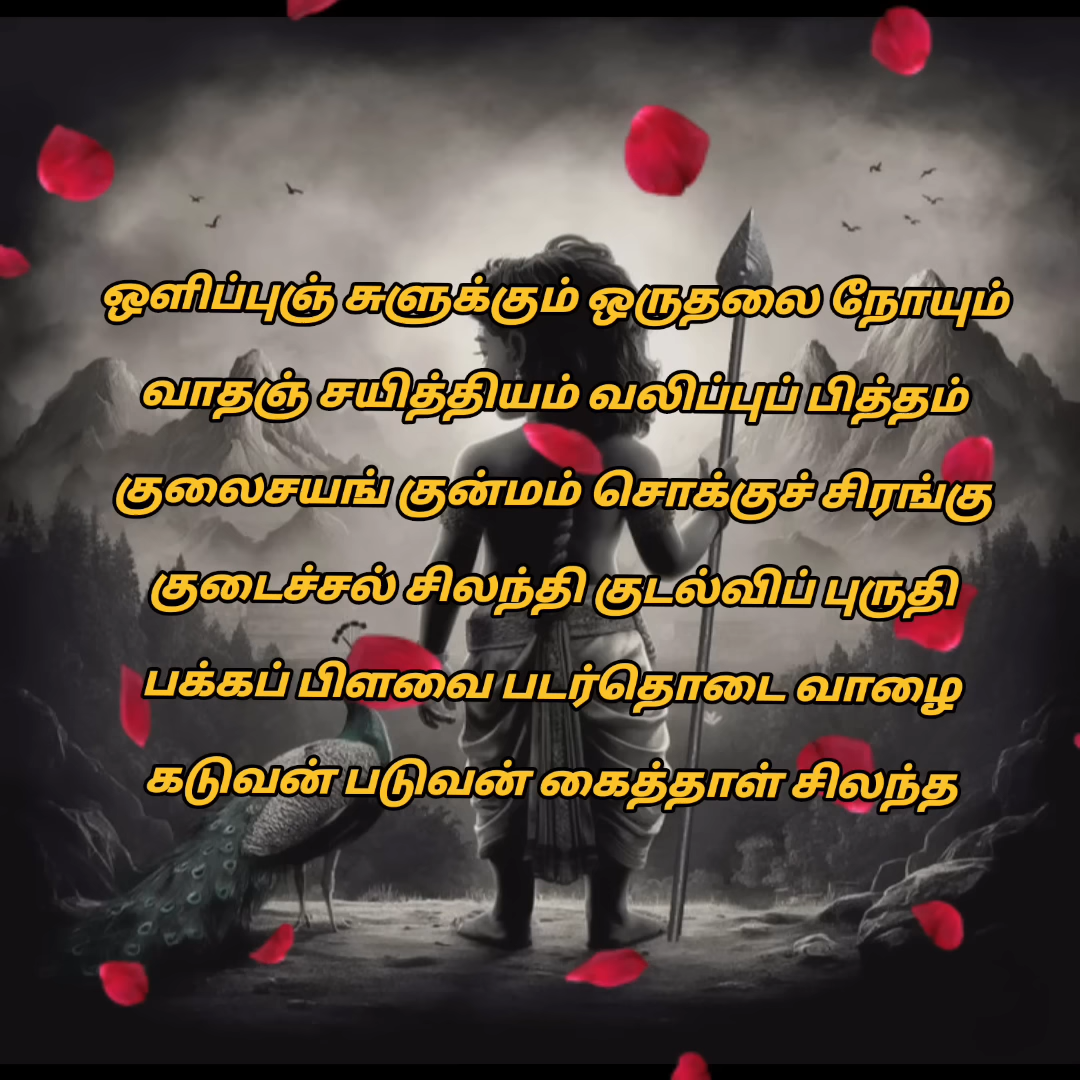 ஒளிப்புஞ் சுளுக்கும் ஒருதலை நோயும்
வாதஞ் சயித்தியம் வலிப்புப் பித்தம்
குலைசயங் குன்மம் சொக்குச் சிரங்கு
குடைச்சல் சிலந்தி குடல்விப் புருதி
பக்கப் பிளவை படர்தொடை வாழை
கடுவன் படுவன் கைத்தாள் சிலந்த